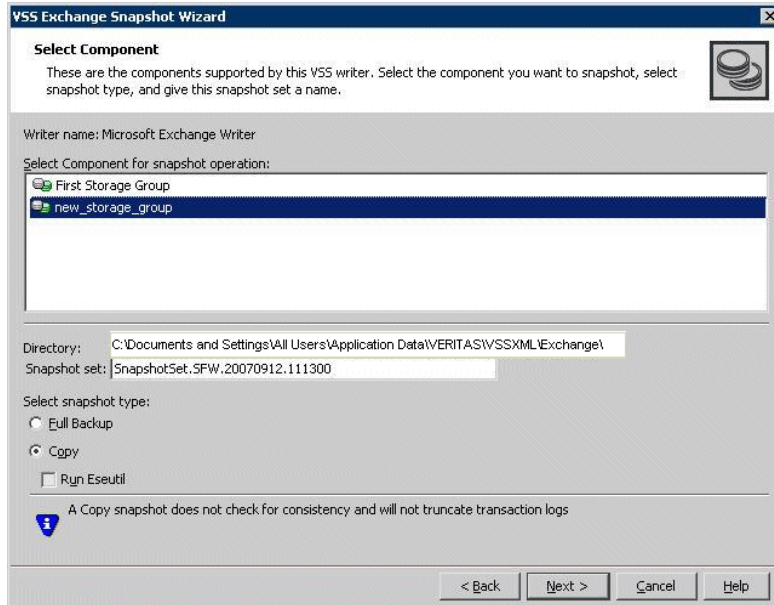 VSS Exchange Snapshot Wizard
Select Component
These are the components supported by this VSS writer. Select the component you want to snapshot, select
snapshot type, and give this snapshot set a name.
Writer name: Microsoft Exchange Writer
Select Component for snapshot operation:
First Storage Group
new_storage_group
Directory: C:\Documents and Settings\All Users\Application Data\VERITAS\VSSXML\Exchange\
Snapshot set: SnapshotSet.SFW.20070912.111300
Select snapshot type:
Full Backup
Copy
Run Eseutil
A Copy snapshot does not check for consistency and will not truncate transaction logs
< Back Next > Cancel Help